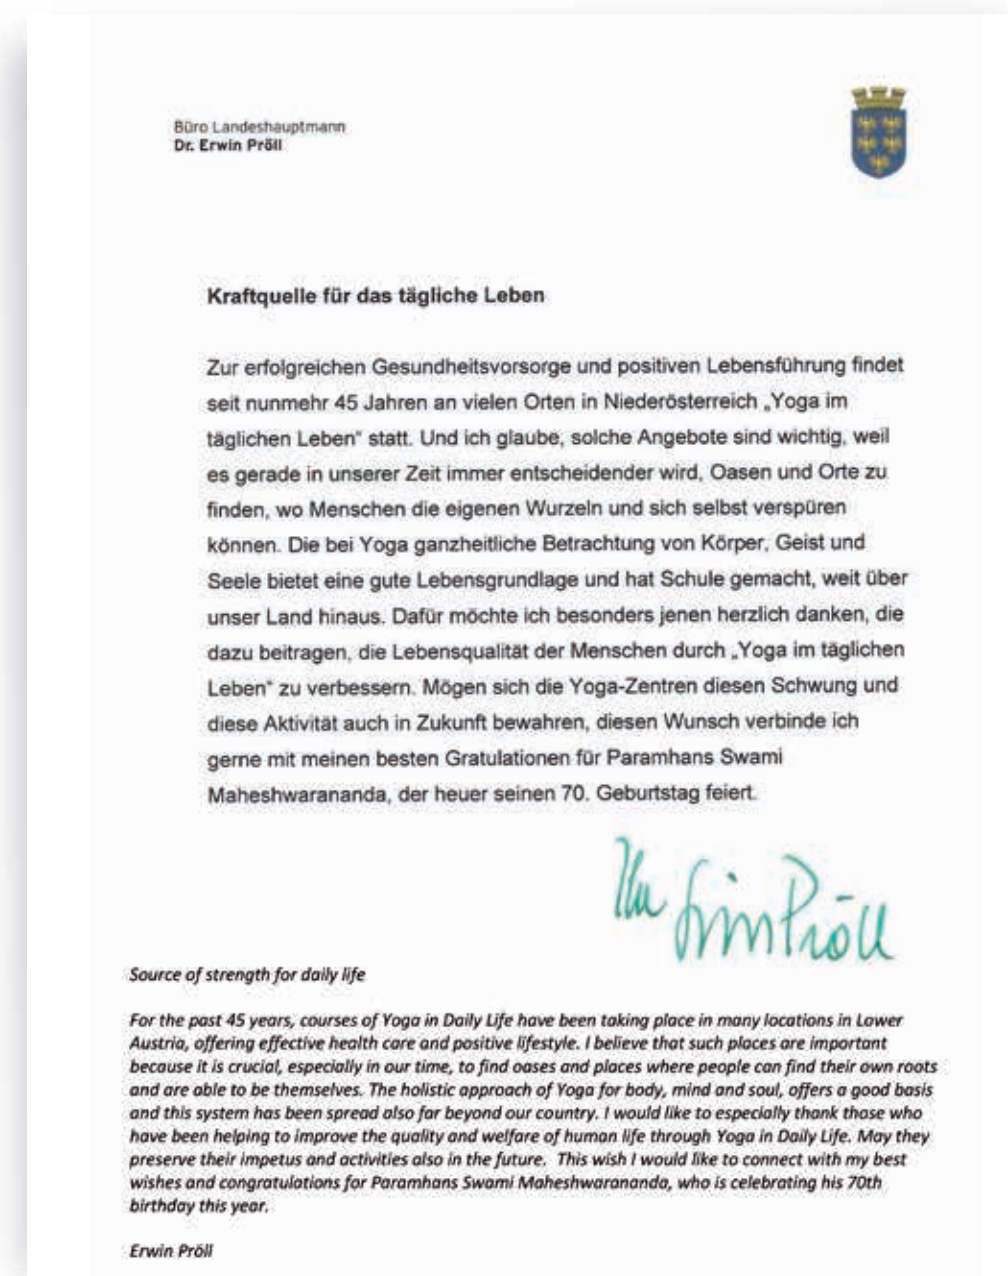 Büro Landeshauptmann
Dr. Erwin Pröll
Kraftquelle für das tägliche Leben
Zur erfolgreichen Gesundheitsvorsorge und positiven Lebensführung findet
seit nunmehr 45 Jahren an vielen Orten in Niederösterreich „Yoga im
täglichen Leben“ statt. Und ich glaube, solche Angebote sind wichtig, weil
es gerade in unserer Zeit immer entscheidender wird, Oasen und Orte zu
finden, wo Menschen die eigenen Wurzeln und sich selbst verspüren
können. Die bei Yoga ganzheitliche Betrachtung von Körper, Geist und
Seele bietet eine gute Lebensgrundlage und hat Schule gemacht, weit über
unser Land hinaus. Dafür möchte ich besonders jenen herzlich danken, die
dazu beitragen, die Lebensqualität der Menschen durch „Yoga im täglichen
Leben“ zu verbessern. Mögen sich die Yoga-Zentren diesen Schwung und
diese Aktivität auch in Zukunft bewahren, diesen Wunsch verbinde ich
gerne mit meinen besten Gratulationen für Paramhans Swami
Maheshwarananda, der heuer seinen 70. Geburtstag feiert.
Ihr Erwin Pröll
Source of strength for daily life
For the past 45 years, courses of Yoga in Daily Life have been taking place in many locations in Lower
Austria, offering effective health care and positive lifestyle. I believe that such places are important
because it is crucial, especially in our time, to find oases and places where people can find their own roots
and are able to be themselves. The holistic approach of Yoga for body, mind and soul, offers a good basis
and this system has been spread also far beyond our country. I would like to especially thank those who
have been helping to improve the quality and welfare of human life through Yoga in Daily Life. May they
preserve their impetus and activities also in the future.  This wish I would like to connect with my best
wishes and congratulations for Paramhans Swami Maheshwarananda, who is celebrating his 70th
birthday this year.
Erwin Pröll